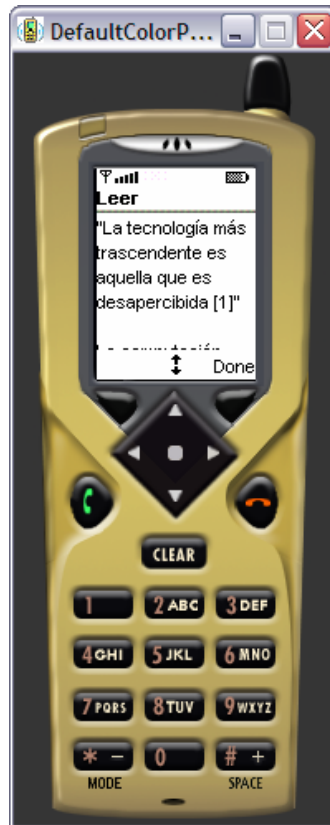 DefaultColorP...
Leer
"La tecnología más
trascendente es
aquella que es
desapercibida [1]"
Done
CLEAR
1 2 ABC 3 DEF
4 GHI 5 JKL 6 MNO
7 PQRS 8 TUV 9 WXYZ
* - 0 # +
MODE SPACE